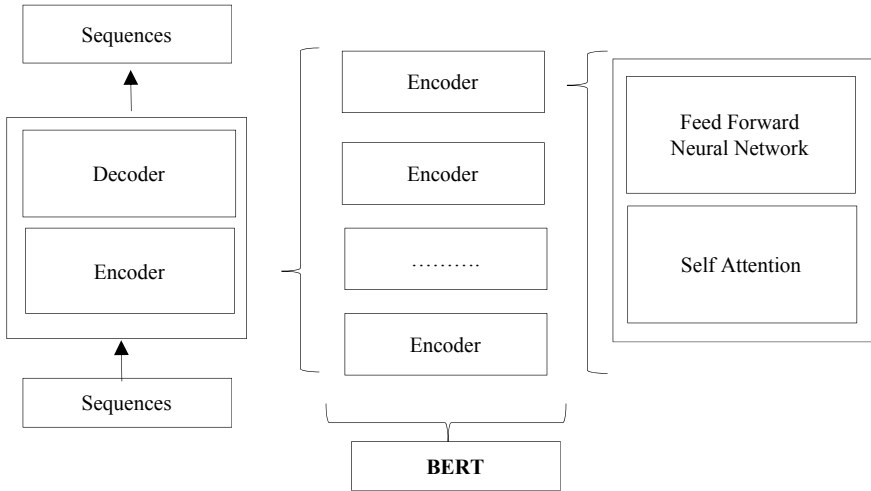 Sequences
Decoder
Encoder
Sequences
Encoder
Encoder
……….
Encoder
BERT
Feed Forward
Neural Network
Self Attention